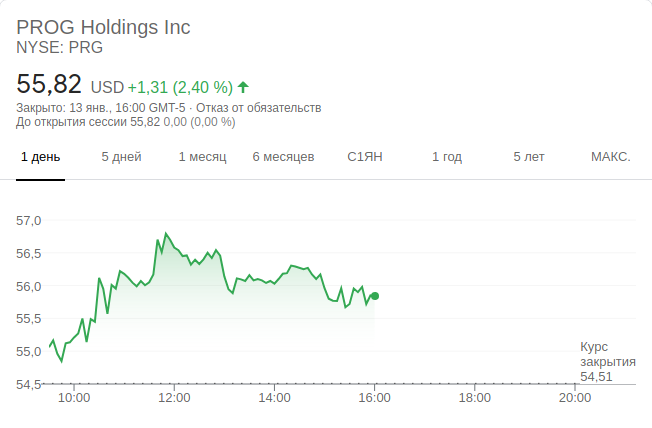 PROG Holdings Inc
NYSE: PRG
55,82 USD +1,31 (2,40 %)
Закрыто: 13 янв., 16:00 GMT-5 · Отказ от обязательств
До открытия сессии 55,82 0,00 (0,00 %)
1 день 5 дней 1 месяц 6 месяцев С1ЯН 1 год 5 лет МАКС.
57,0
56,5
56,0
55,5
55,0
Курс
закрытия
54,51
54,5
10:00 12:00 14:00 16:00 18:00 20:00